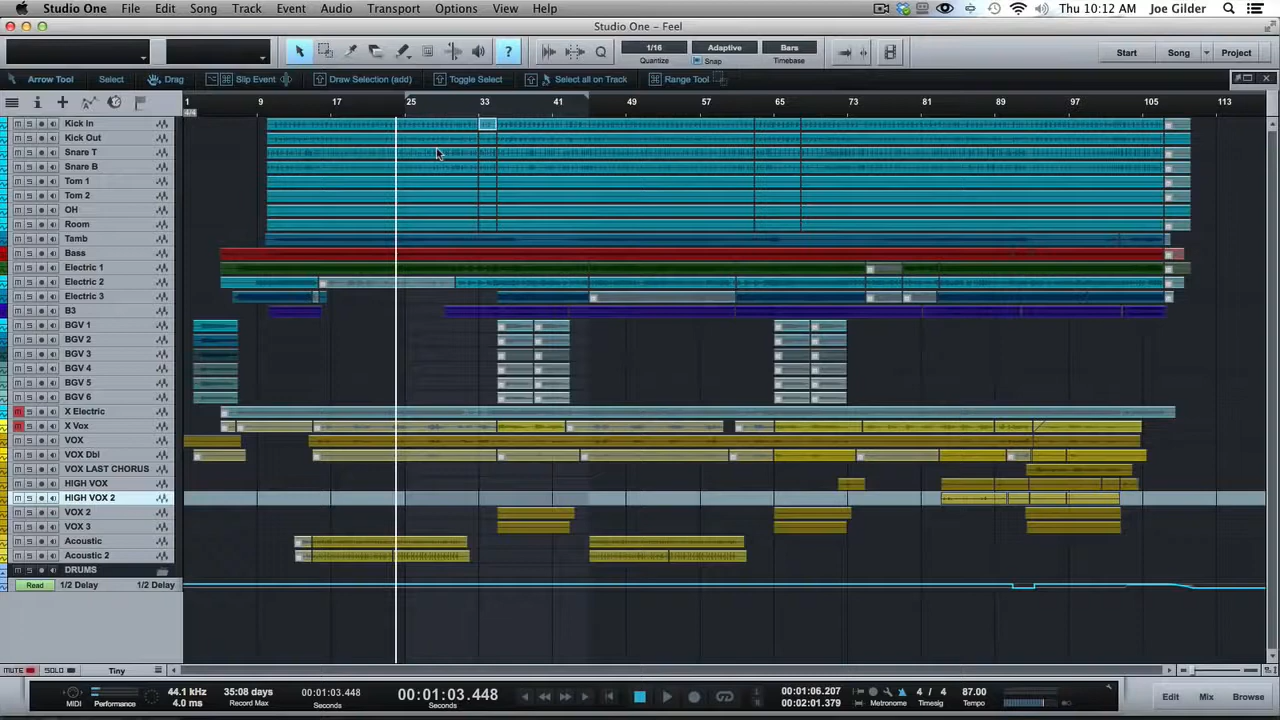 Studio One File Edit Song Track Event Audio Transport Options View Help Thu 10:12 AM Joe Gilder
Studio One - Feel
1/16 Adaptive Bars Start Song Project
Quantize Snap Timebase
Arrow Tool Select Drag Slip Event Draw Selection (add) Toggle Select Select all on Track Range Tool
1 9 17 25 33 41 49 57 65 73 81 89 97 105 113
4/4
Kick In
Kick Out
Snare T
Snare B
Tom 1
Tom 2
OH
Room
Tamb
Bass
Electric 1
Electric 2
Electric 3
B3
BGV 1
BGV 2
BGV 3
BGV 4
BGV 5
BGV 6
X Electric
X Vox
VOX
VOX Dbl
VOX LAST CHORUS
HIGH VOX
HIGH VOX 2
VOX 2
VOX 3
Acoustic
Acoustic 2
DRUMS
Read 1/2 Delay 1/2 Delay
MUTE SOLO Tiny
44.1 kHz 35:08 days 00:01:03.448 00:01:03.448 00:01:06.207 4 / 4 87.00 Edit Mix Browse
MIDI Performance 4.0 ms Record Max Seconds Seconds 00:02:01.379 Metronome Timesig Tempo